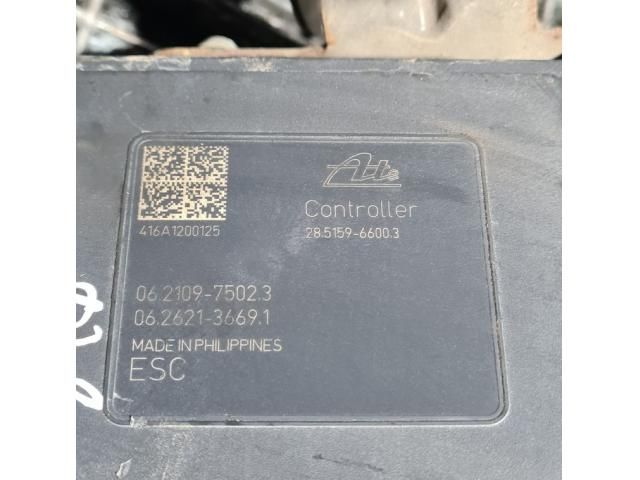 Ate
416A1200125
Controller
28.5159-6600.3
06.2109-7502.3
06.2621-3669.1
MADE IN PHILIPPINES
ESC